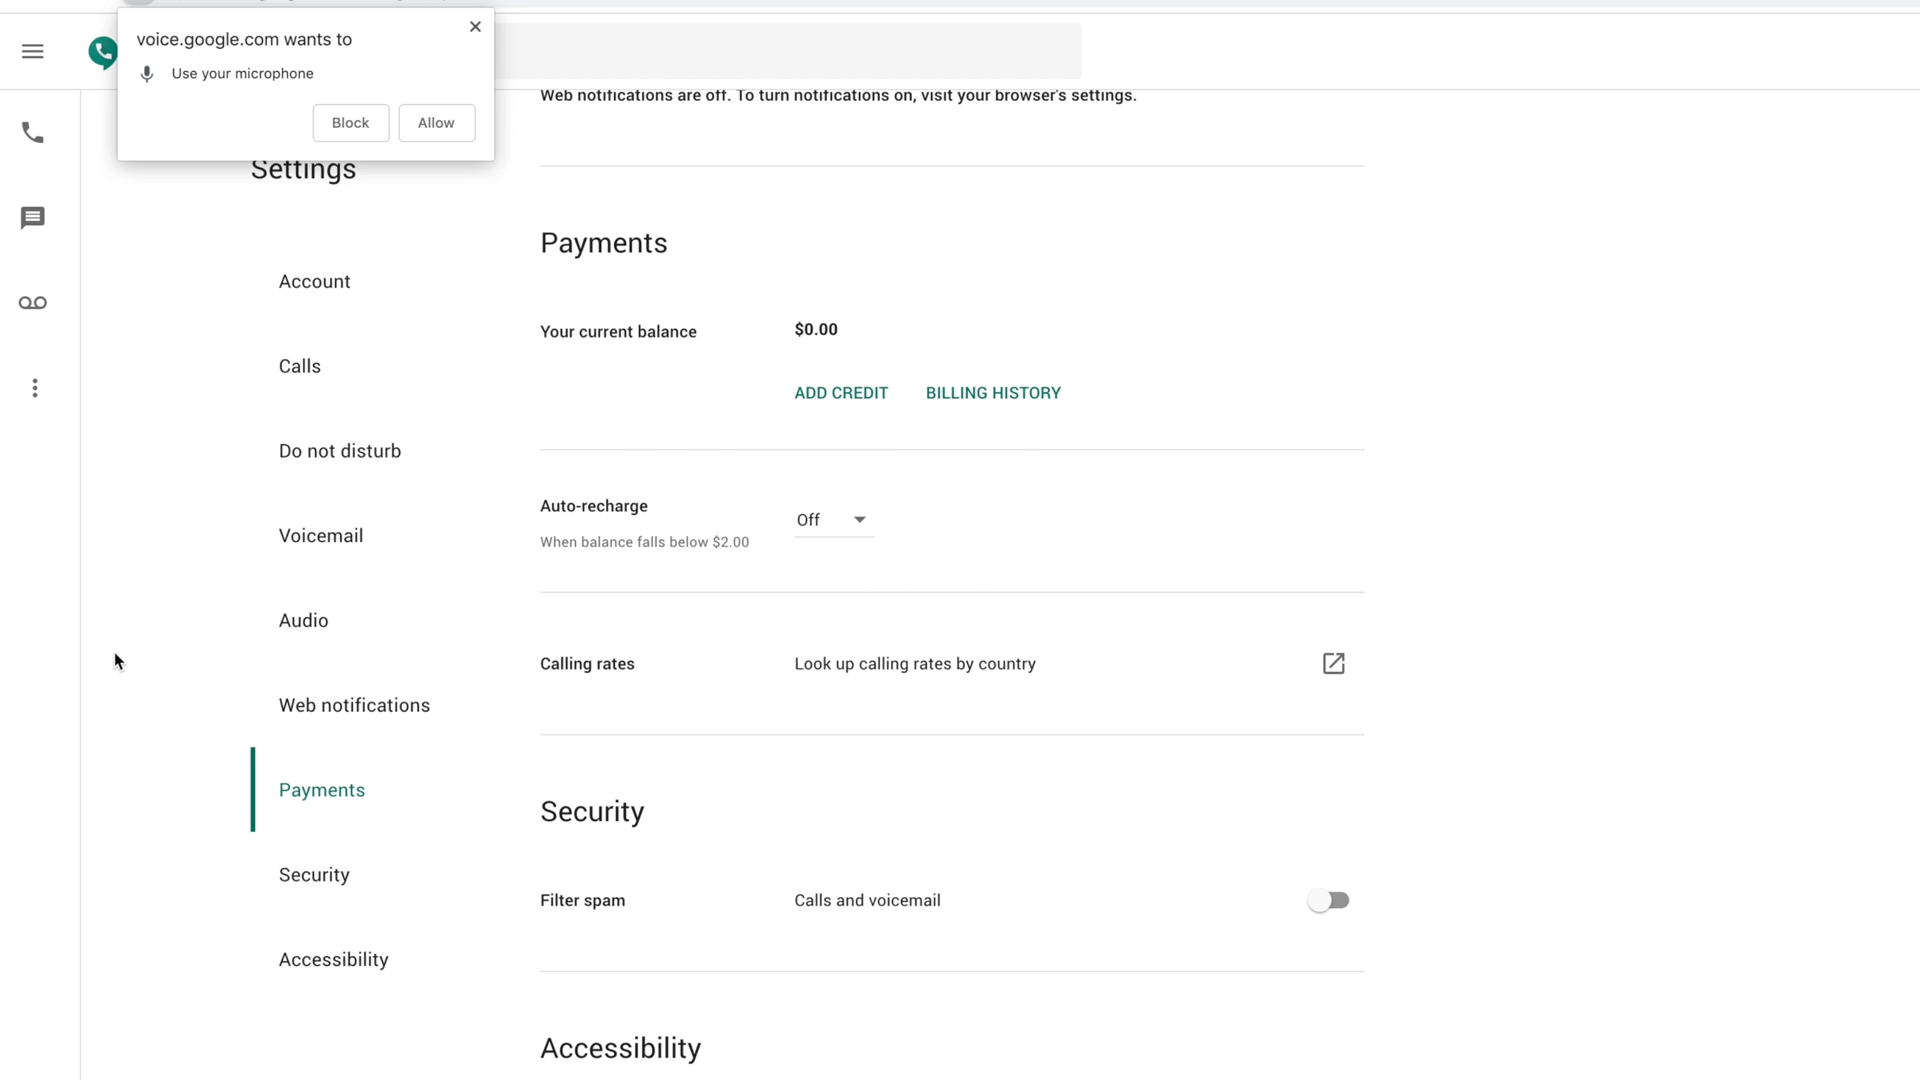 voice.google.com wants to
Use your microphone
Block
Allow
Web notifications are off. To turn notifications on, visit your browser's settings.
Settings
Account
Calls
Do not disturb
Voicemail
Audio
Web notifications
Payments
Security
Accessibility
Payments
Your current balance
$0.00
ADD CREDIT
BILLING HISTORY
Auto-recharge
Off
When balance falls below $2.00
Calling rates
Look up calling rates by country
Security
Filter spam
Calls and voicemail
Accessibility